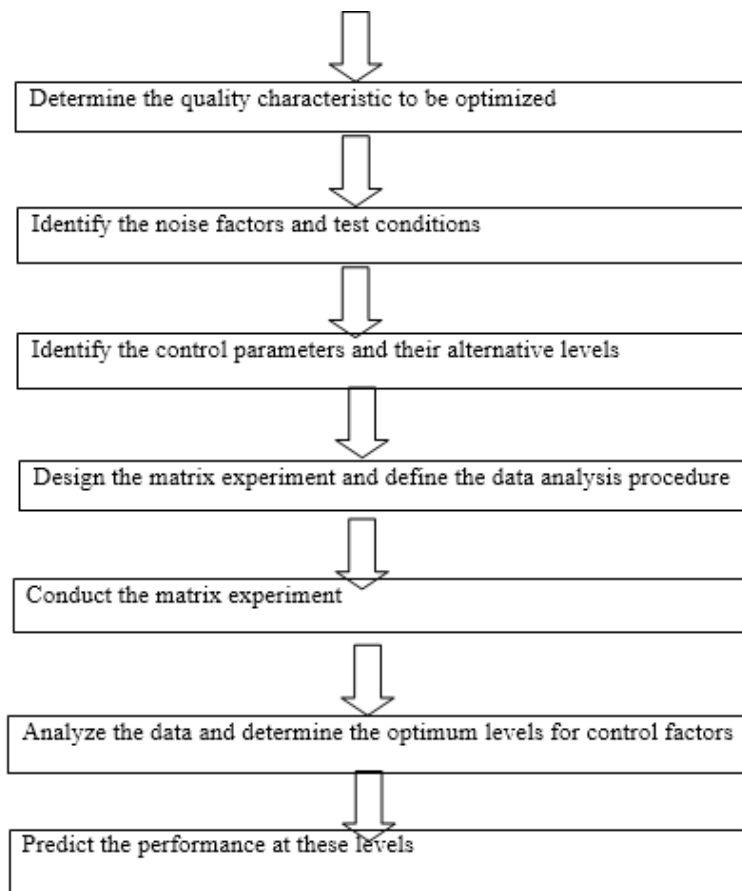 Determine the quality characteristic to be optimized
Identify the noise factors and test conditions
Identify the control parameters and their alternative levels
Design the matrix experiment and define the data analysis procedure
Conduct the matrix experiment
Analyze the data and determine the optimum levels for control factors
Predict the performance at these levels